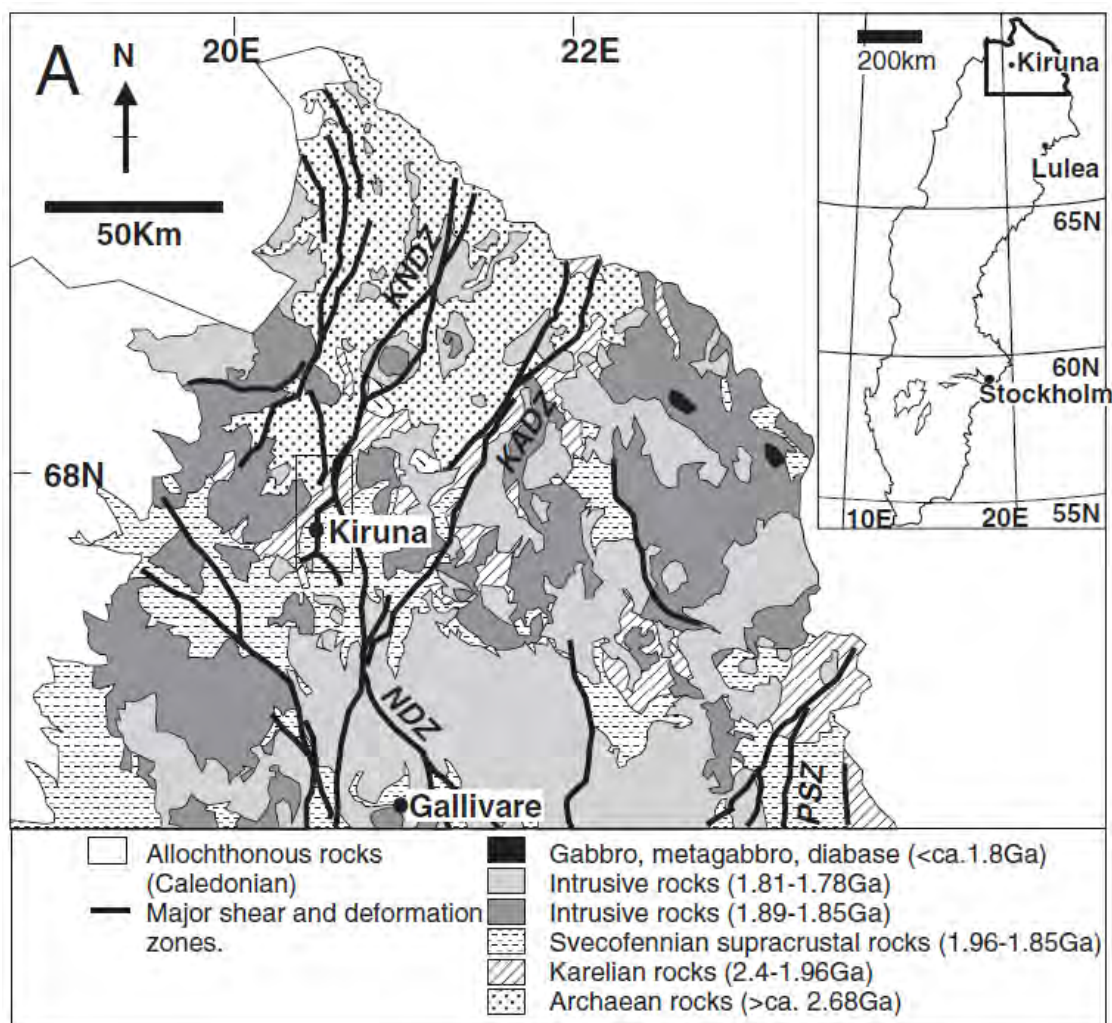 A
N
20E
22E
50Km
68N
KNDZ
KADZ
Kiruna
NDZ
Gallivare
PSZ
200km
Kiruna
Lulea
65N
60N
Stockholm
10E
20E
55N
Allochthonous rocks
(Caledonian)
Major shear and deformation
zones.
Gabbro, metagabbro, diabase (<ca.1.8Ga)
Intrusive rocks (1.81-1.78Ga)
Intrusive rocks (1.89-1.85Ga)
Svecofennian supracrustal rocks (1.96-1.85Ga)
Karelian rocks (2.4-1.96Ga)
Archaean rocks (>ca. 2.68Ga)